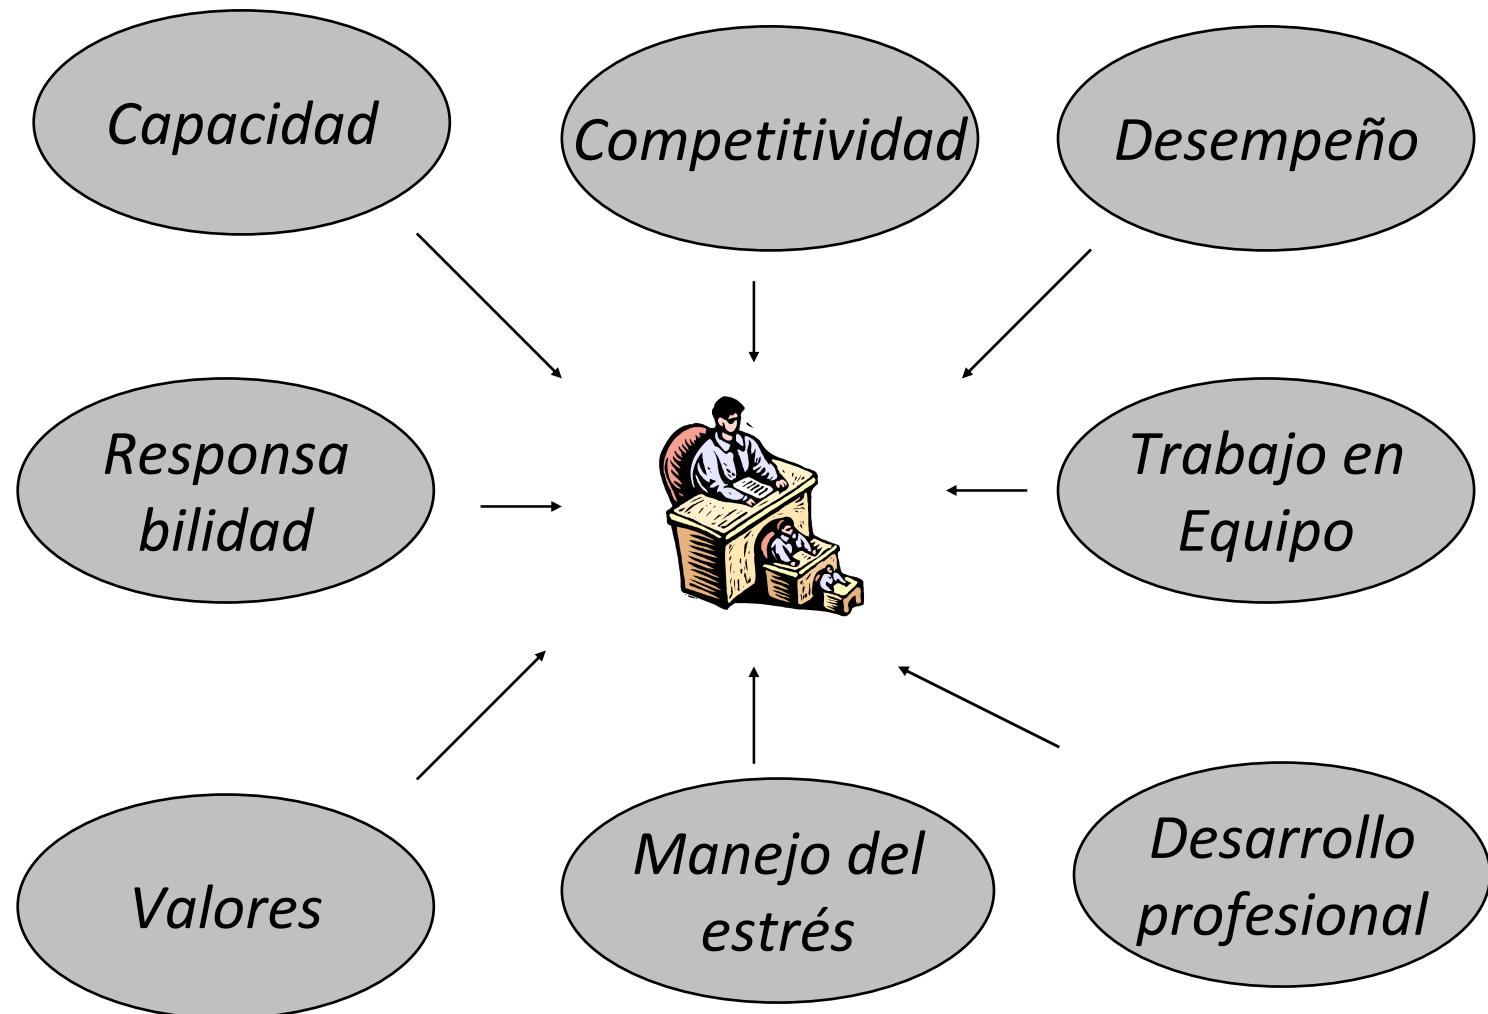 Capacidad
Competitividad
Desempeño
Responsa
bilidad
Trabajo en
Equipo
Valores
Manejo del
estrés
Desarrollo
profesional